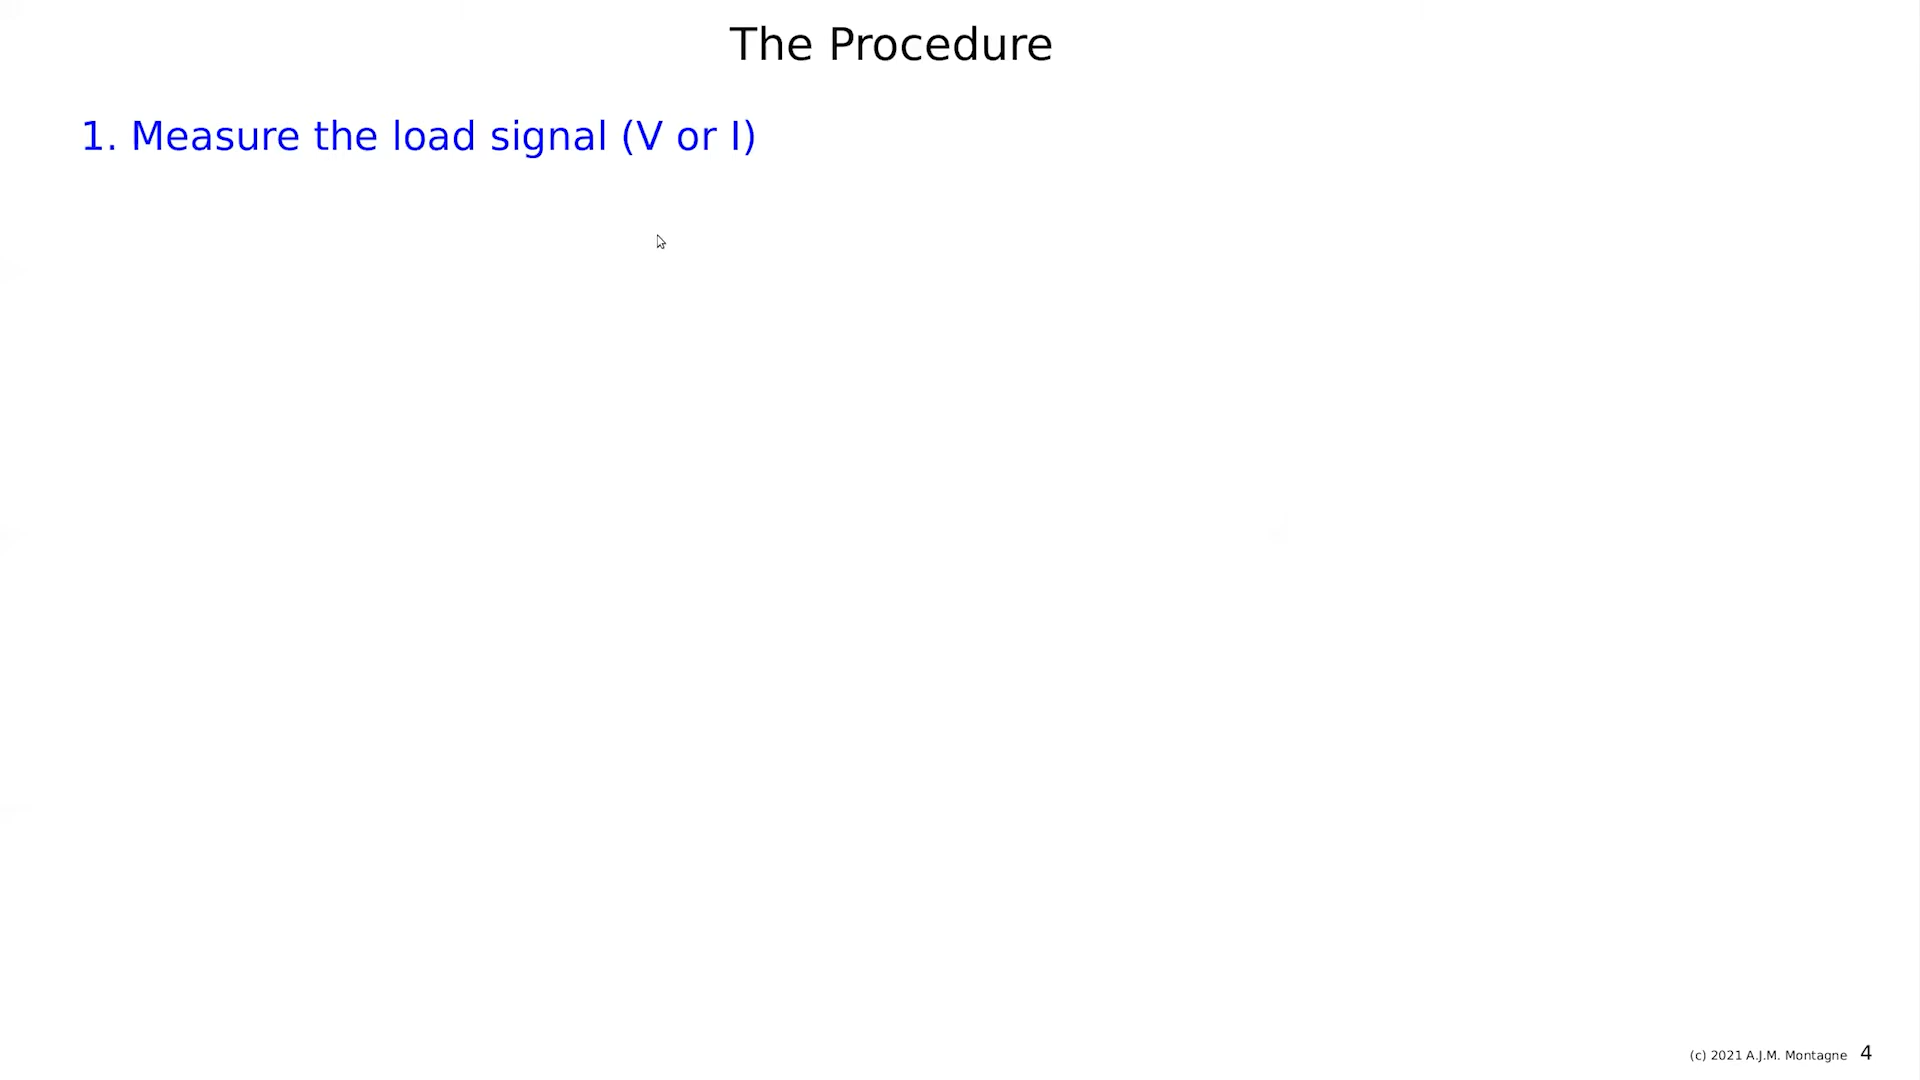 The Procedure
1. Measure the load signal (V or I)
(c) 2021 A.J.M. Montagne 4